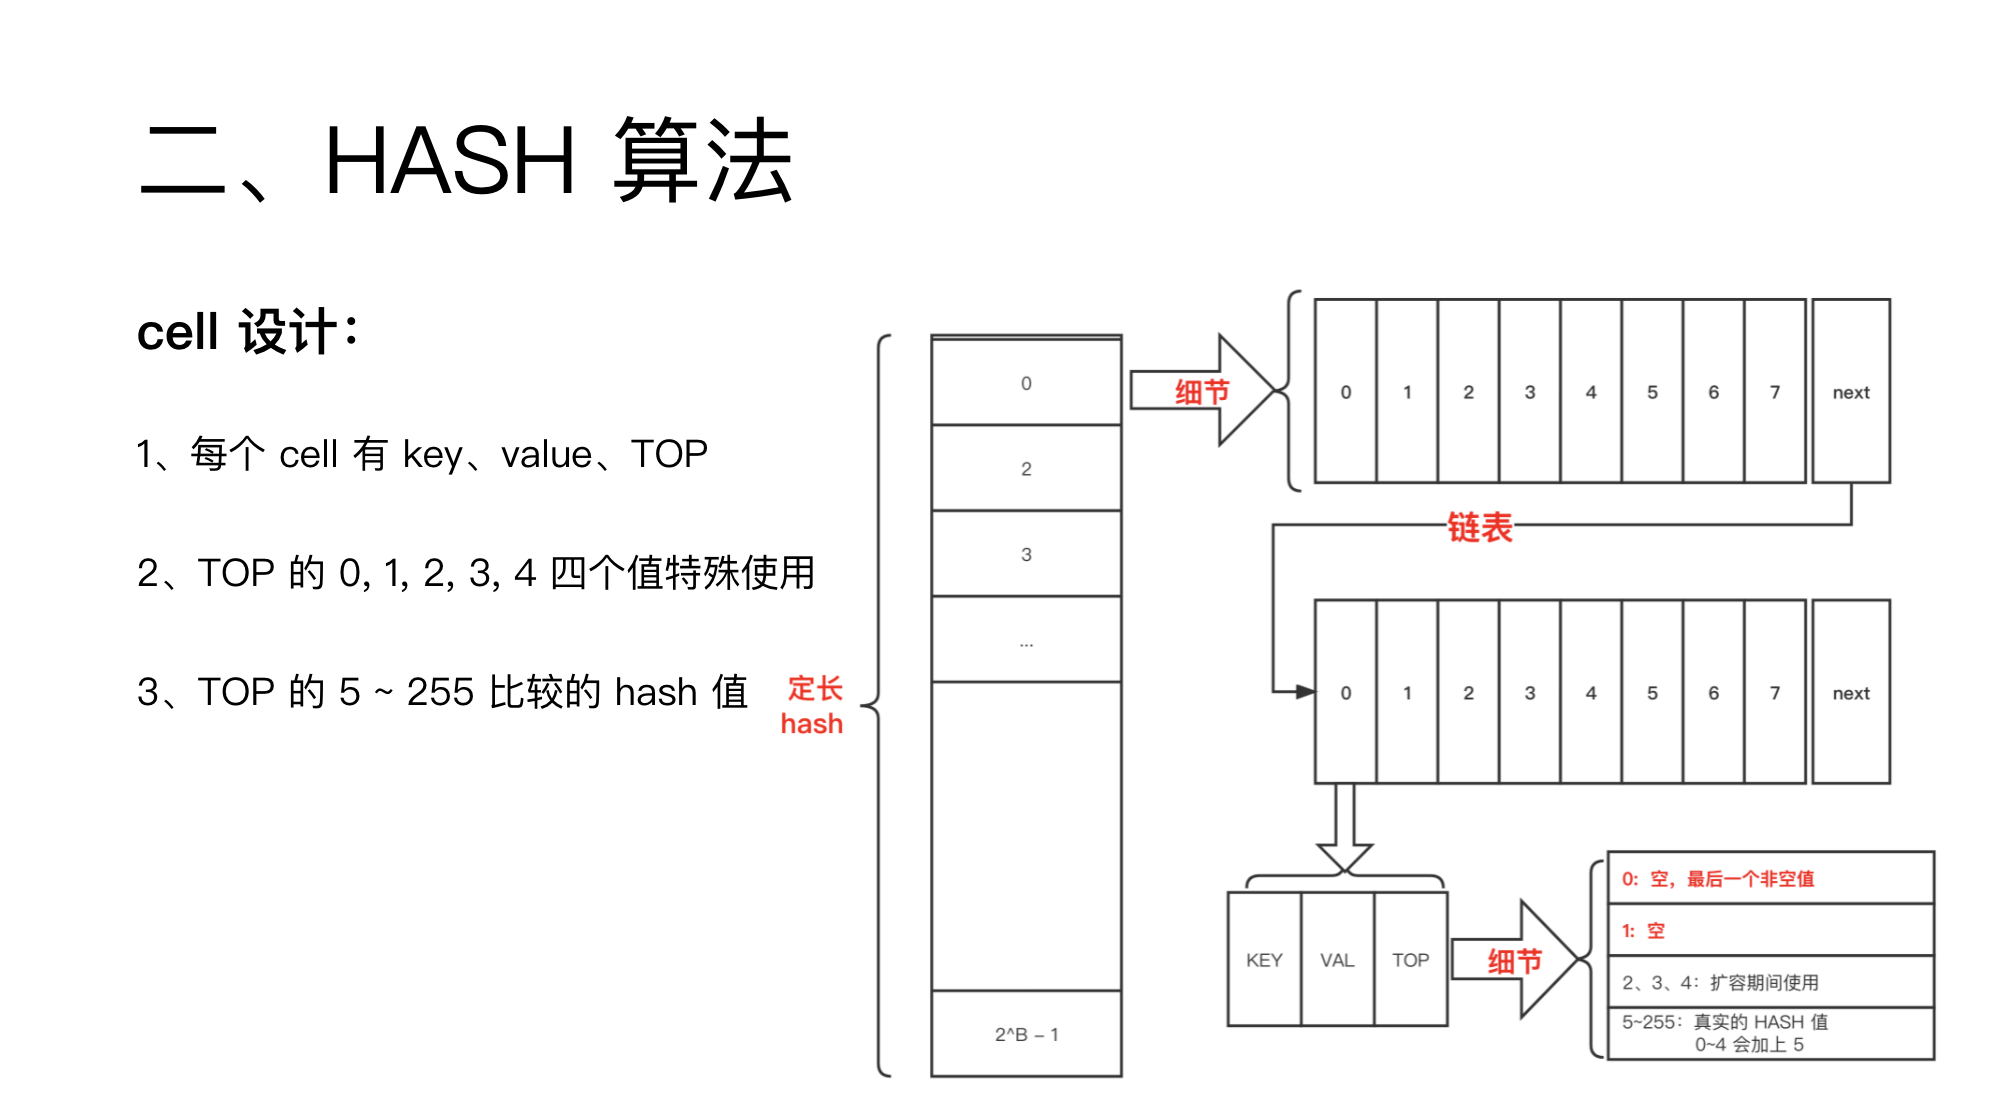 二、HASH 算法
cell 设计：
1、每个 cell 有 key、value、TOP
2、TOP 的 0, 1, 2, 3, 4 四个值特殊使用
3、TOP 的 5 ~ 255 比较的 hash 值
定长
hash
0
2
3
...
2^B – 1
细节
0 1 2 3 4 5 6 7 next
链表
0 1 2 3 4 5 6 7 next
KEY VAL TOP
细节
0：空，最后一个非空值
1：空
2、3、4：扩容期间使用
5~255：真实的 HASH 值
0~4 会加上 5